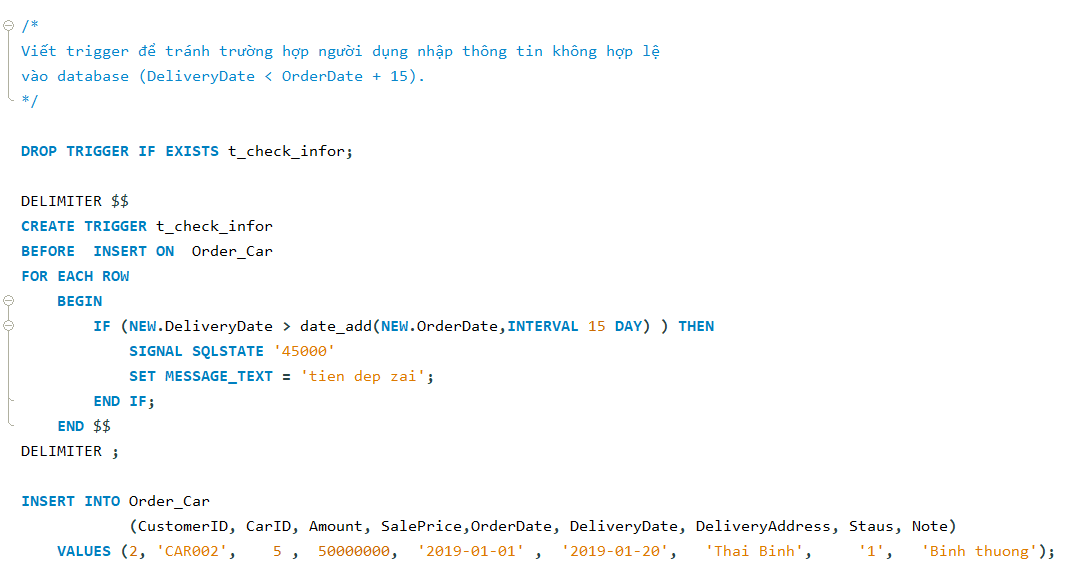 /*
Viết trigger để tránh trường hợp người dụng nhập thông tin không hợp lệ
vào database (DeliveryDate < OrderDate + 15).
*/
DROP TRIGGER IF EXISTS t_check_infor;
DELIMITER $$
CREATE TRIGGER t_check_infor
BEFORE  INSERT ON  Order_Car
FOR EACH ROW
    BEGIN
        IF (NEW.DeliveryDate > date_add(NEW.OrderDate,INTERVAL 15 DAY) ) THEN
            SIGNAL SQLSTATE '45000'
            SET MESSAGE_TEXT = 'tien dep zai';
        END IF;
    END $$
DELIMITER ;
INSERT INTO Order_Car
            (CustomerID, CarID, Amount, SalePrice,OrderDate, DeliveryDate, DeliveryAddress, Staus, Note)
    VALUES (2, 'CAR002',    5 ,  50000000,  '2019-01-01' ,  '2019-01-20',   'Thai Binh',     '1',   'Binh thuong');